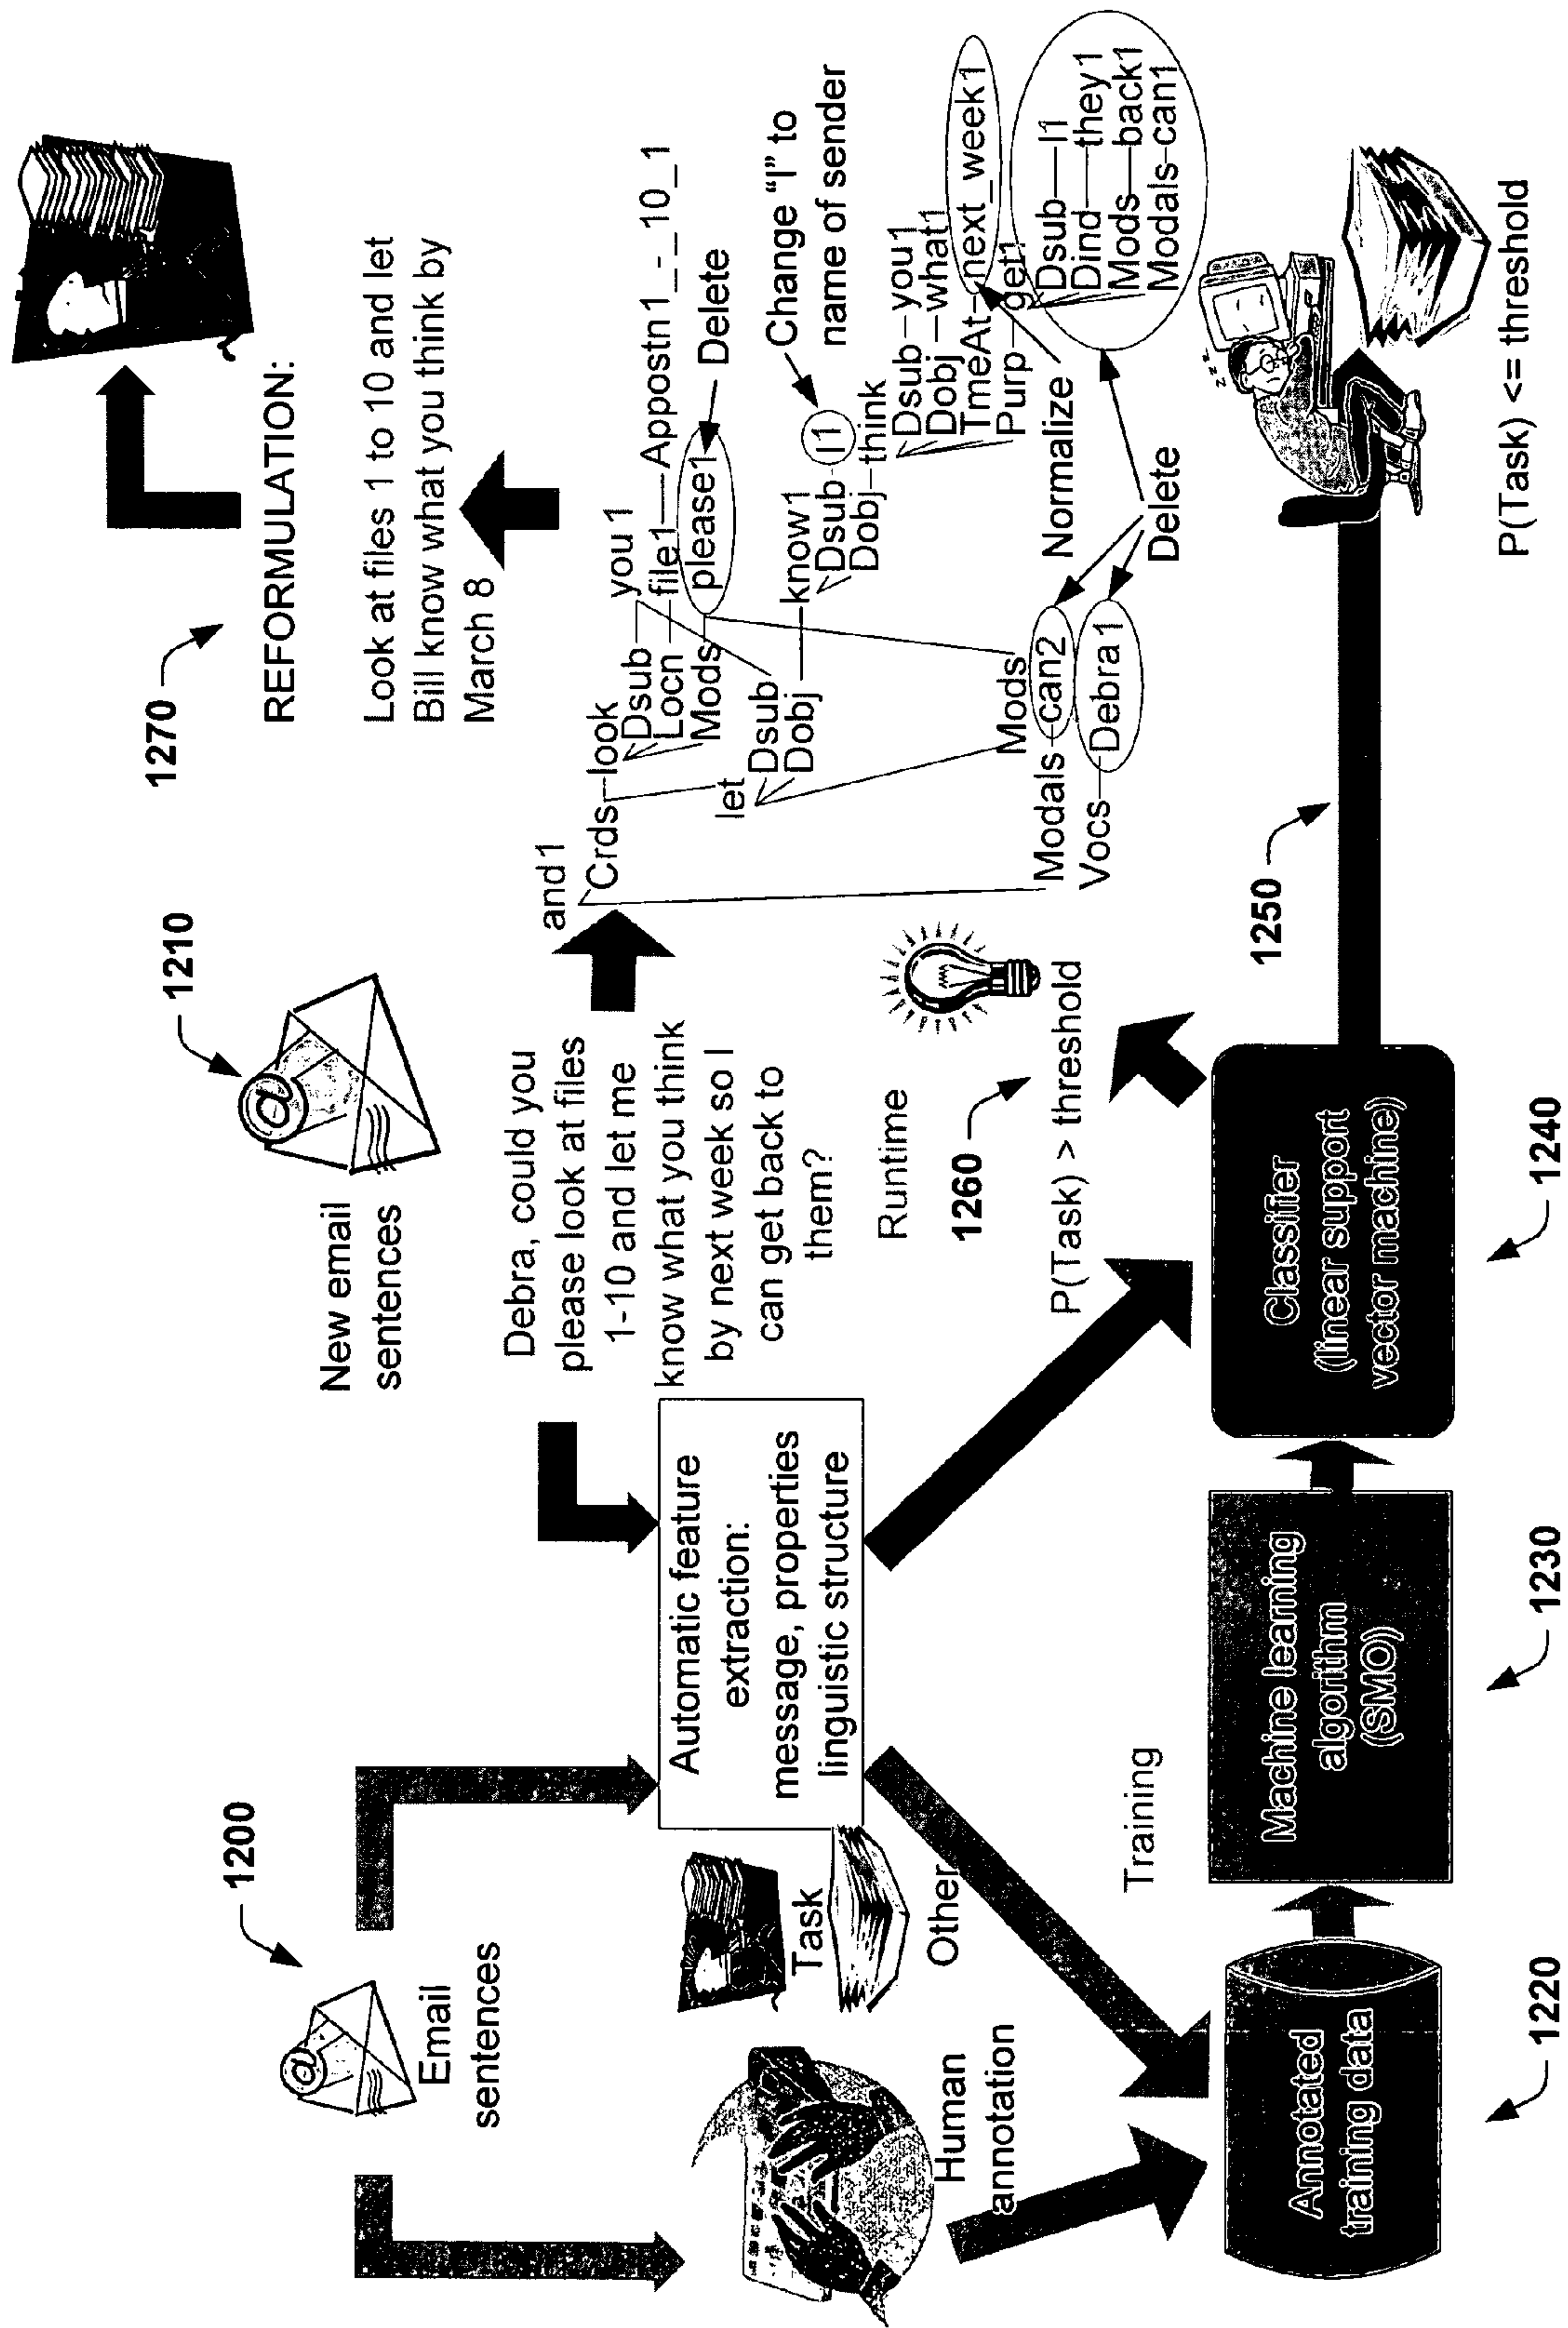 1200
Email
sentences
Human
annotation
Task
Other
Automatic feature
extraction:
message, properties
linguistic structure
Training
Annotated
training data
1220
Machine learning
algorithm
(SMO)
1230
Classifier
(linear support
vector machine)
1240
New email
sentences
1210
Debra, could you
please look at files
1-10 and let me
know what you think
by next week so I
can get back to
them?
Runtime
1260
P(Task) > threshold
1250
P(Task) <= threshold
and1
Crds look
Dsub you 1
Locn file1 Appostn1_-_10_1
Mods please1
Delete
let
Dsub
Dobj know1
Dsub I1
Change "I" to
name of sender
Dobj think
Dsub you1
Dobj what1
TmeAt next_week1
Purp get1
Dsub I1
Dind they1
Mods back1
Modals can1
Mods
Modals can2
Vocs Debra1
Normalize
Delete
1270
REFORMULATION:
Look at files 1 to 10 and let
Bill know what you think by
March 8